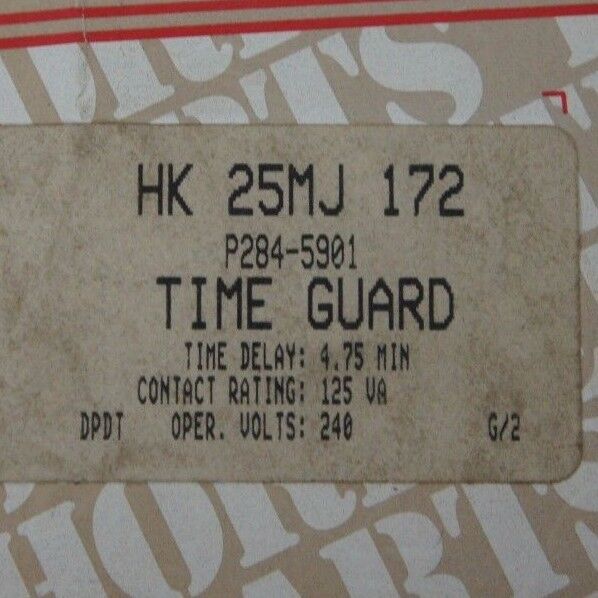 HK 25MJ 172
P284-5901
TIME GUARD
TIME DELAY: 4.75 MIN
CONTACT RATING: 125 VA
DPDT OPER. VOLTS: 240 G/2